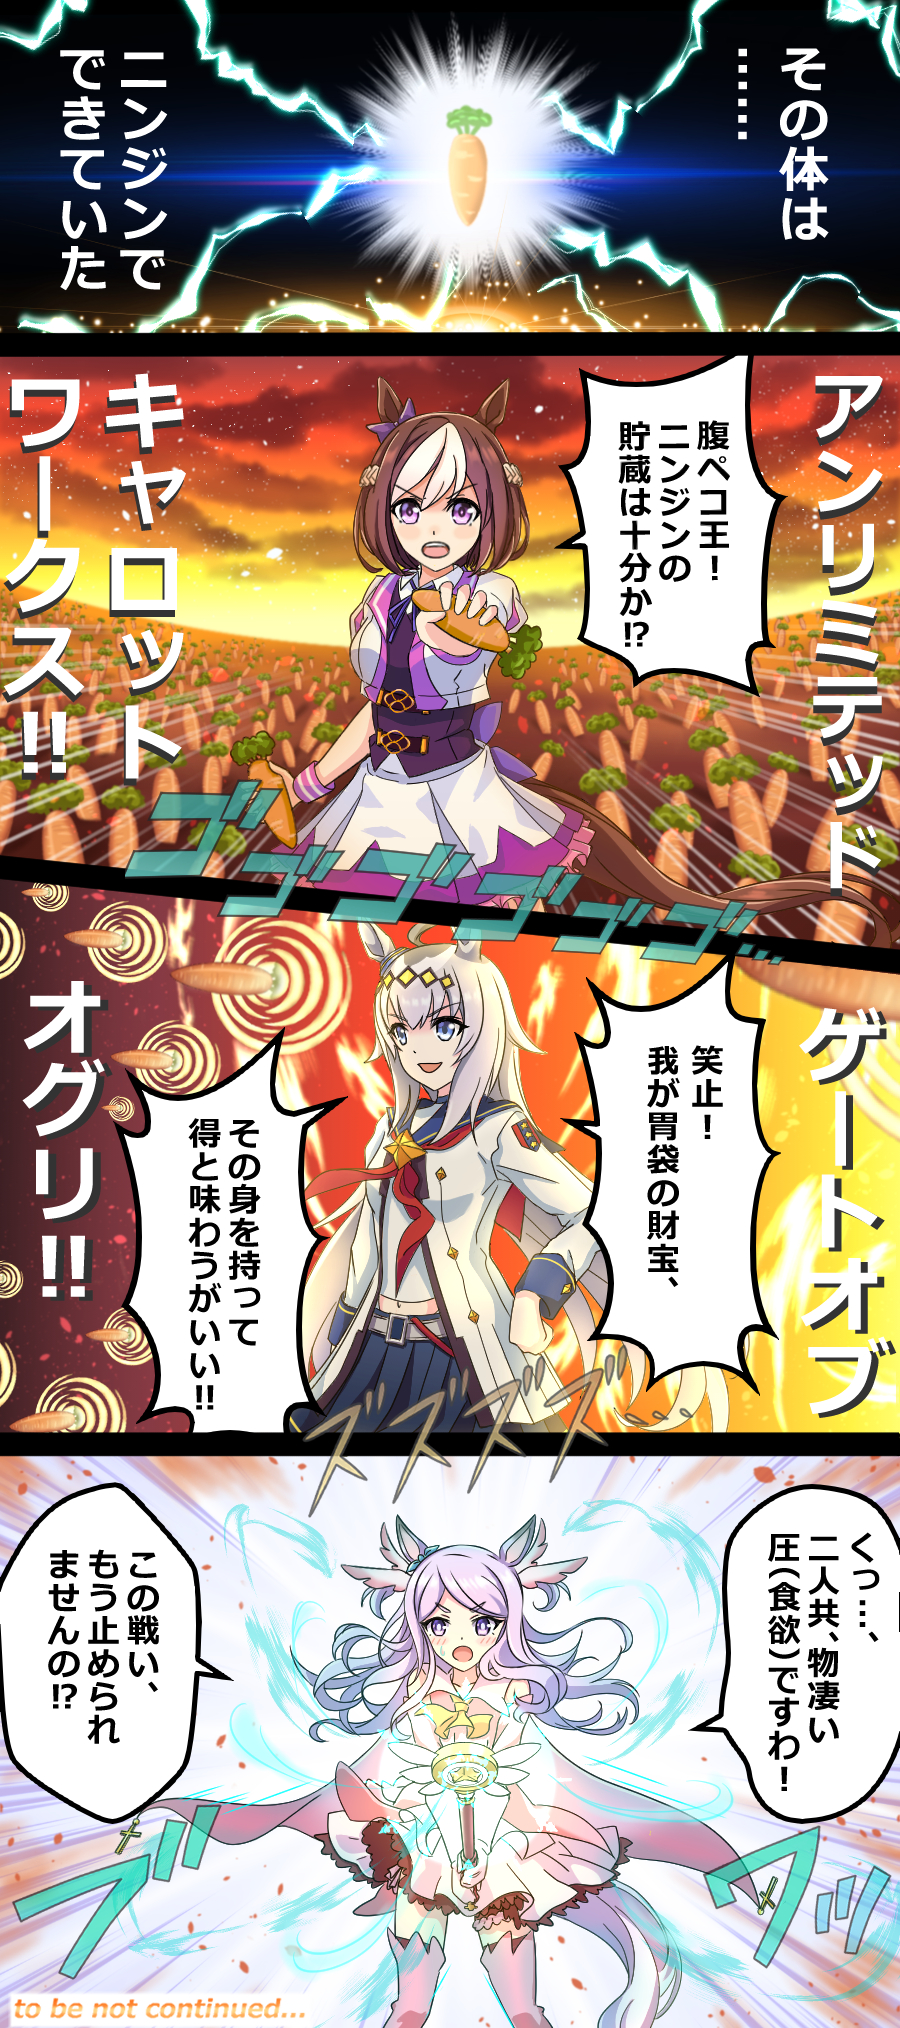 その体は
……
ニンジンで
できていた
アンリミテッド
キャロット
ワークス!!
腹ペコ王！
ニンジンの
貯蔵は十分か!?
ゴゴゴゴゴゴ…
ゲートオブ
オグリ!!
笑止！
我が胃袋の財宝、
その身を持って
得と味わうがいい!!
ズズズズ…
くっ…、
二人共、物凄い
圧(食欲)ですわ！
この戦い、
もう止められ
ませんの!?
ブワッ
to be not continued...